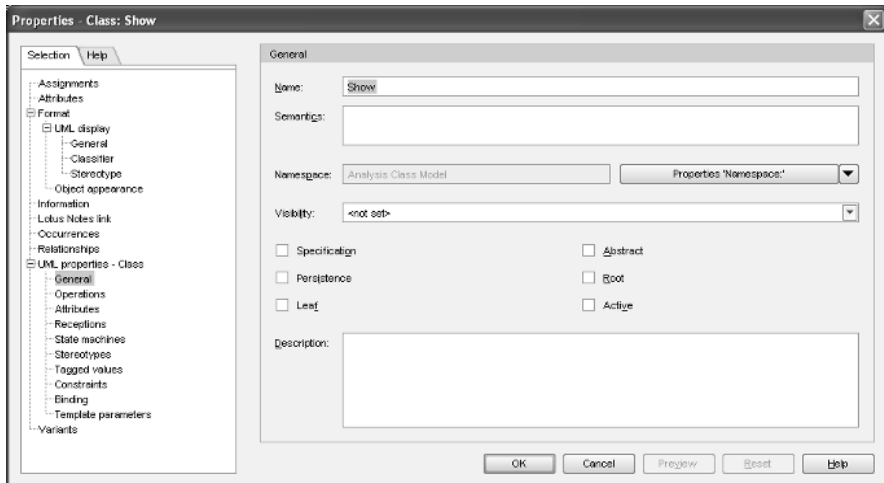 Properties - Class: Show
Selection
Help
Assignments
Attributes
Format
UML display
General
Classifier
Stereotype
Object appearance
Information
Lotus Notes link
Occurrences
Relationships
UML properties - Class
General
Operations
Attributes
Receptions
State machines
Stereotypes
Tagged values
Constraints
Binding
Template parameters
Variants
General
Name: Show
Semantics:
Namespace: Analysis Class Model Properties 'Namespace:'
Visibility: <not set>
Specification Abstract
Persistence Root
Leaf Active
Description:
OK Cancel Preview Reset Help